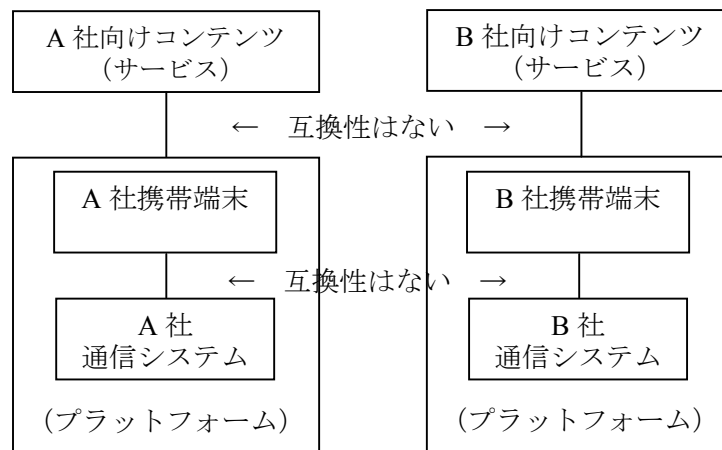 A 社向けコンテンツ
（サービス）
B 社向けコンテンツ
（サービス）
← 互換性はない →
A 社携帯端末
B 社携帯端末
← 互換性はない →
A 社
通信システム
B 社
通信システム
（プラットフォーム）
（プラットフォーム）